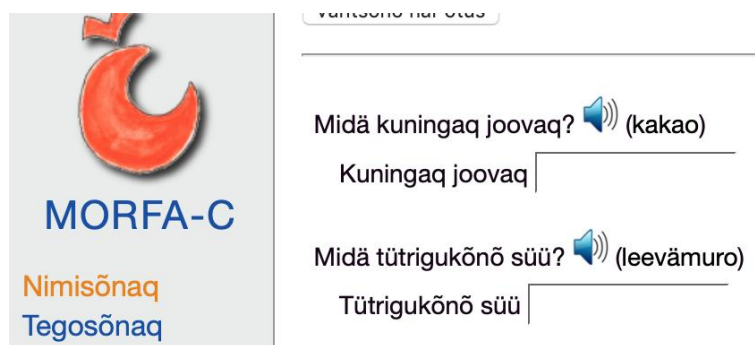 MORFA-C
Nimisõnaq
Tegosõnaq
Midä kuningaq joovaq? (kakao)
Kuningaq joovaq
Midä tütrigukõnõ süü? (leevämuro)
Tütrigukõnõ süü